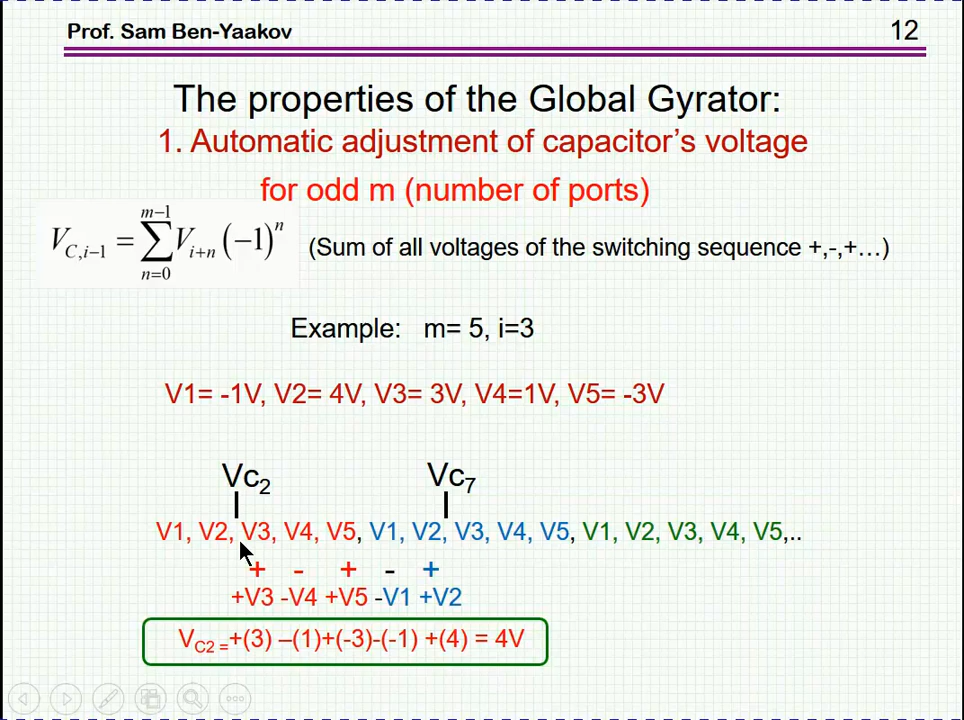 Prof. Sam Ben-Yaakov
12
The properties of the Global Gyrator:
1. Automatic adjustment of capacitor's voltage
for odd m (number of ports)
V_{C,i-1} = \sum_{n=0}^{m-1} V_{i+n} (-1)^n
(Sum of all voltages of the switching sequence +,-,+…)
Example: m= 5, i=3
V1= -1V, V2= 4V, V3= 3V, V4=1V, V5= -3V
Vc2 Vc7
V1, V2, V3, V4, V5, V1, V2, V3, V4, V5, V1, V2, V3, V4, V5,..
+ - + - +
+V3 -V4 +V5 -V1 +V2
VC2 =+(3) –(1)+(-3)-(-1) +(4) = 4V